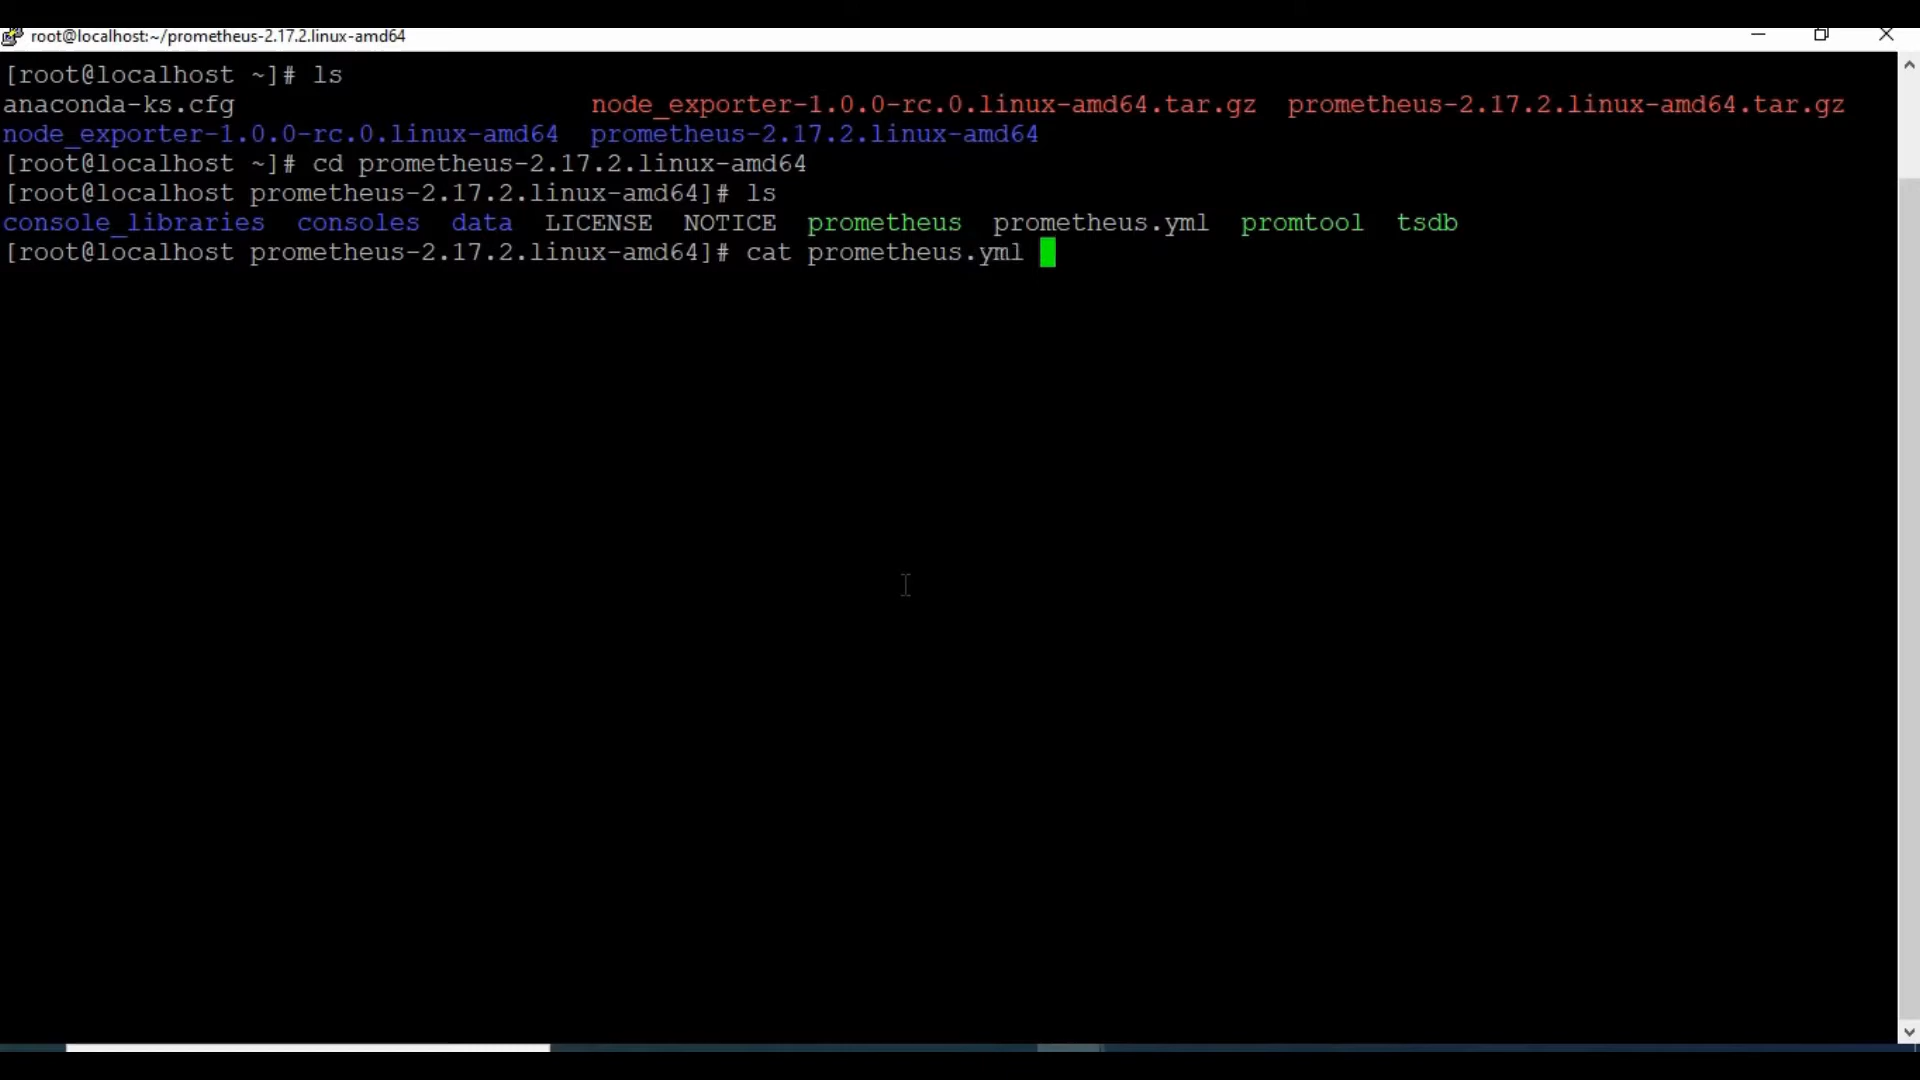 root@localhost:~/prometheus-2.17.2.linux-amd64
[root@localhost ~]# ls
anaconda-ks.cfg                       node_exporter-1.0.0-rc.0.linux-amd64.tar.gz  prometheus-2.17.2.linux-amd64.tar.gz
node_exporter-1.0.0-rc.0.linux-amd64  prometheus-2.17.2.linux-amd64
[root@localhost ~]# cd prometheus-2.17.2.linux-amd64
[root@localhost prometheus-2.17.2.linux-amd64]# ls
console_libraries  consoles  data  LICENSE  NOTICE  prometheus  prometheus.yml  promtool  tsdb
[root@localhost prometheus-2.17.2.linux-amd64]# cat prometheus.yml